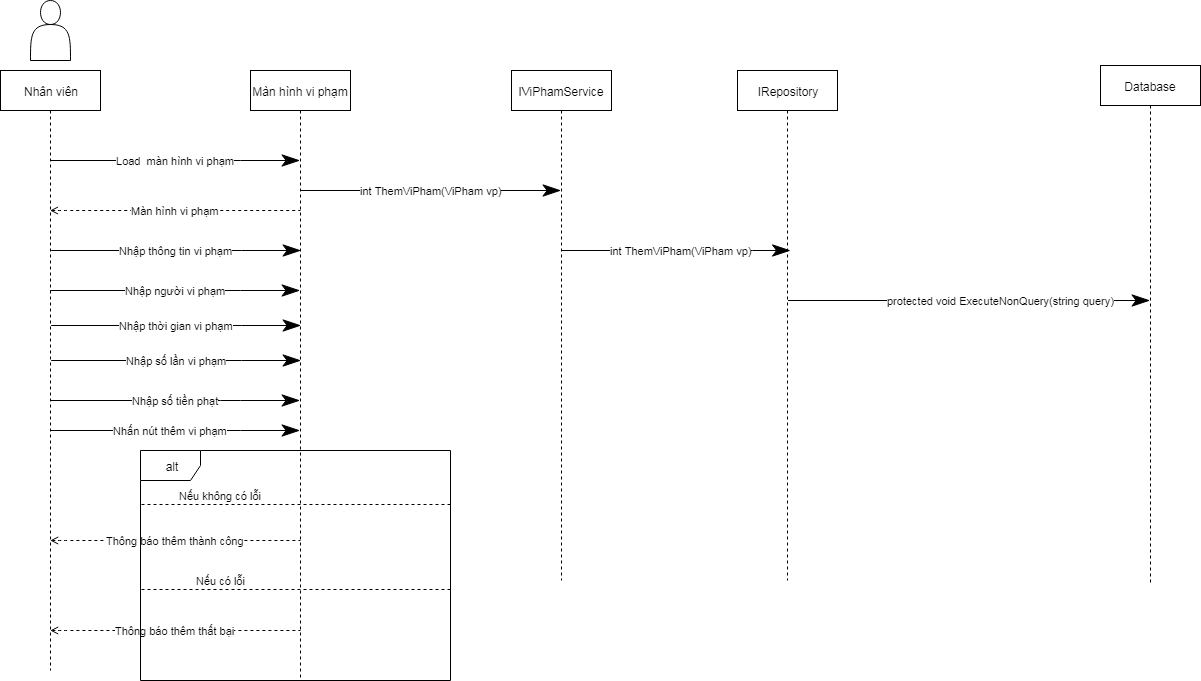 Nhân viên
Màn hình vi phạm
IViPhamService
IRepository
Database
Load màn hình vi phạm
int ThemViPham(ViPham vp)
Màn hình vi phạm
Nhập thông tin vi phạm
int ThemViPham(ViPham vp)
Nhập người vi phạm
protected void ExecuteNonQuery(string query)
Nhập thời gian vi phạm
Nhập số lần vi phạm
Nhập số tiền phạt
Nhấn nút thêm vi phạm
alt
Nếu không có lỗi
Thông báo thêm thành công
Nếu có lỗi
Thông báo thêm thất bại